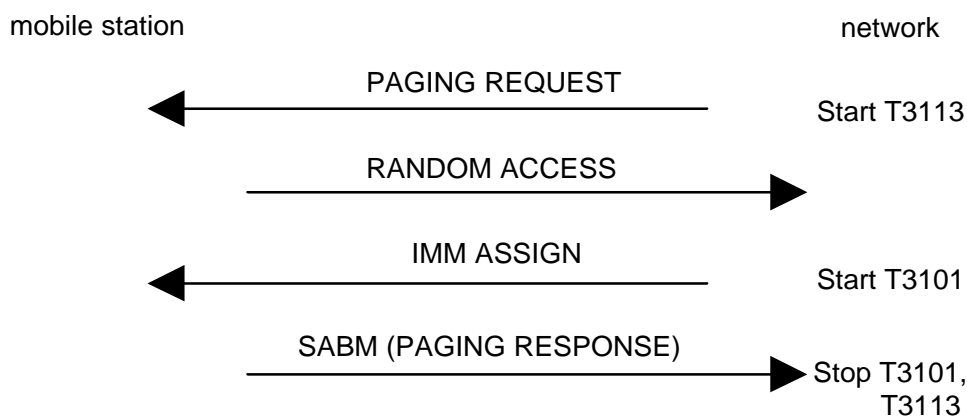 mobile station
network
PAGING REQUEST
Start T3113
RANDOM ACCESS
IMM ASSIGN
Start T3101
SABM (PAGING RESPONSE)
Stop T3101,
T3113